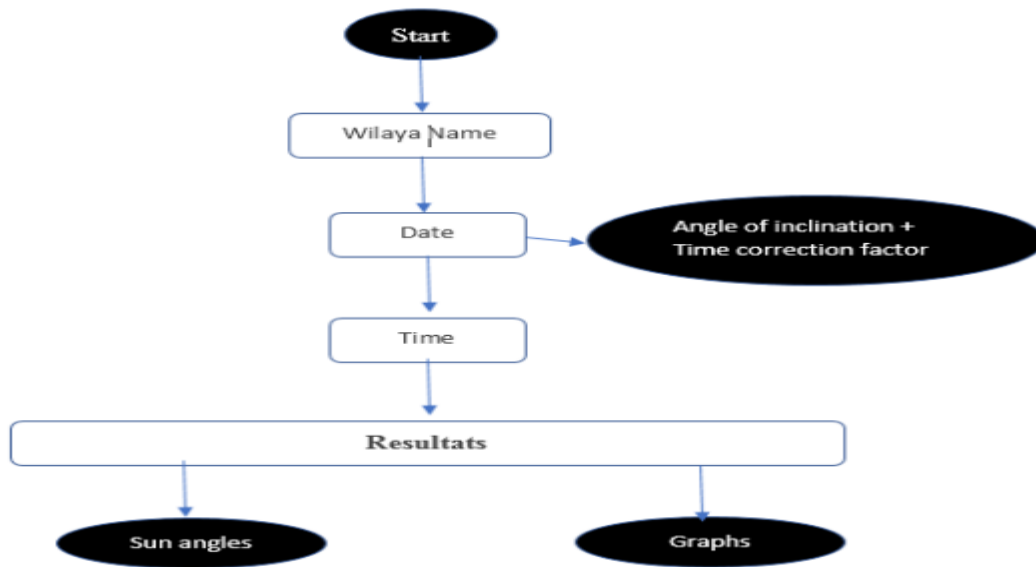 Start
Wilaya Name
Date
Angle of inclination +
Time correction factor
Time
Resultats
Sun angles
Graphs